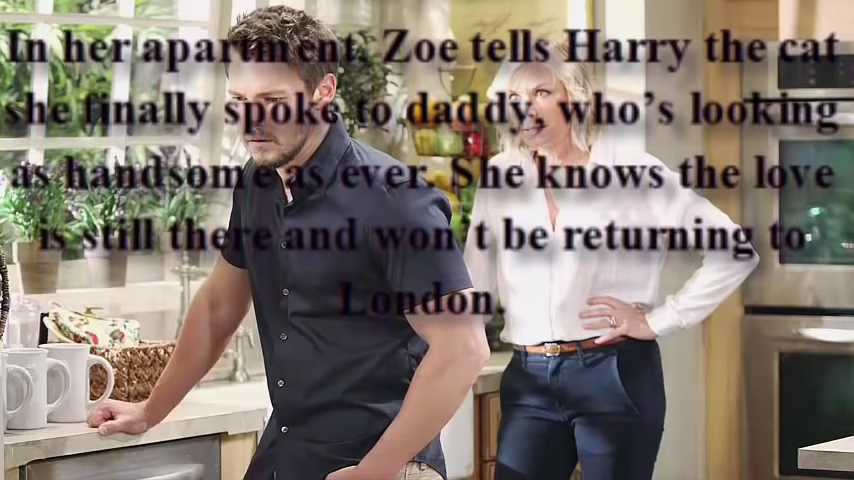 In her apartment, Zoe tells Harry the cat
she finally spoke to daddy, who’s looking
as handsome as ever. She knows the love
is still there and won’t be returning to
London.